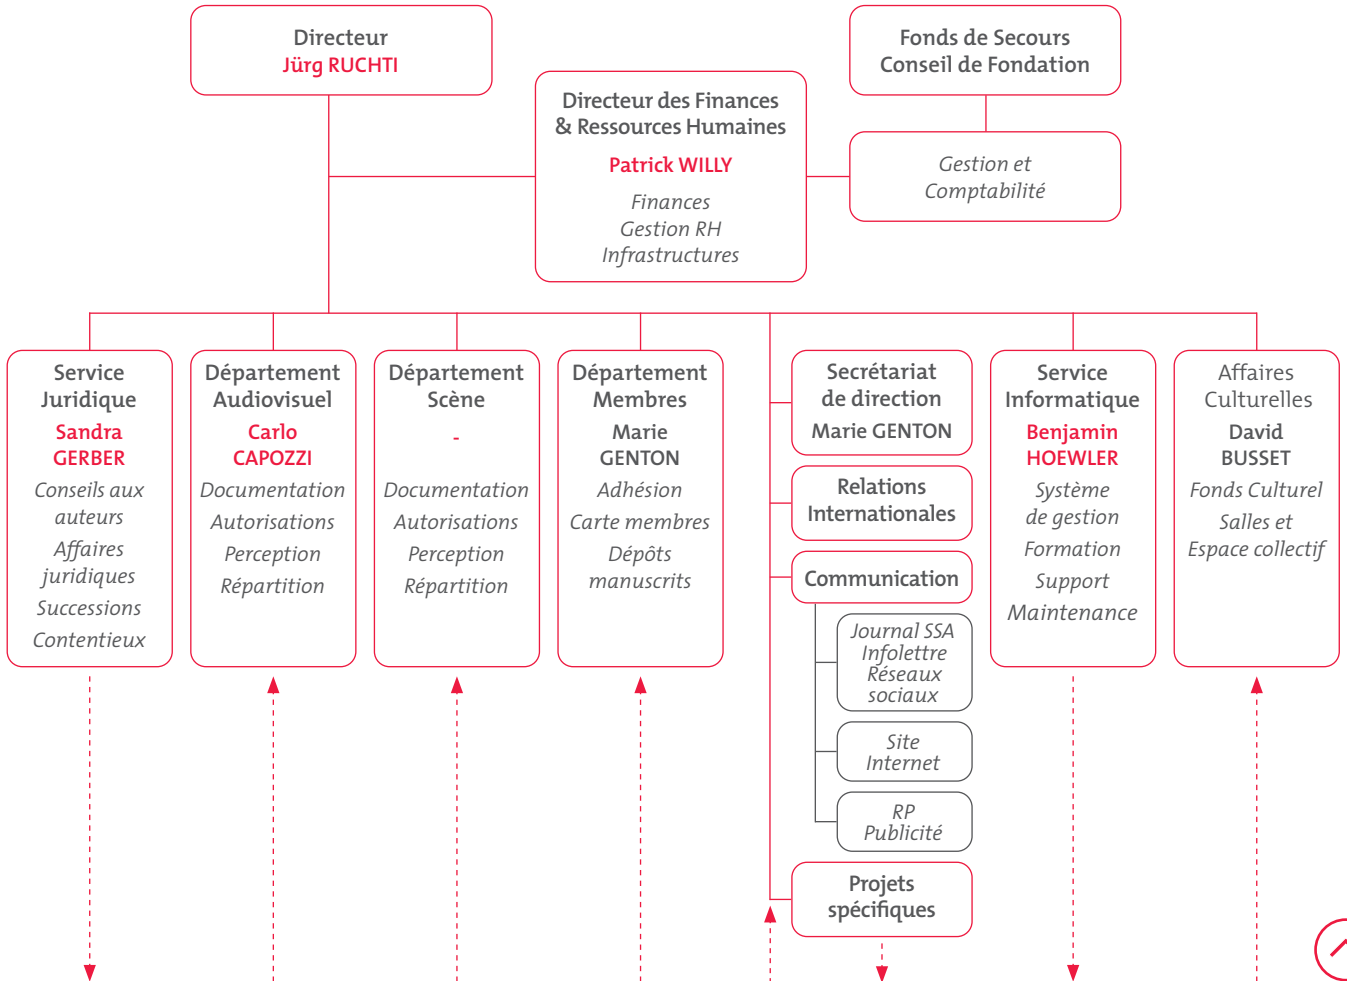 Directeur
Jürg RUCHTI
Fonds de Secours
Conseil de Fondation
Directeur des Finances
& Ressources Humaines
Patrick WILLY
Finances
Gestion RH
Infrastructures
Gestion et
Comptabilité
Service
Juridique
Sandra
GERBER
Conseils aux
auteurs
Affaires
juridiques
Successions
Contentieux
Département
Audiovisuel
Carlo
CAPOZZI
Documentation
Autorisations
Perception
Répartition
Département
Scène
-
Documentation
Autorisations
Perception
Répartition
Département
Membres
Marie
GENTON
Adhésion
Carte membres
Dépôts
manuscrits
Secrétariat
de direction
Marie GENTON
Relations
Internationales
Communication
Journal SSA
Infolettre
Réseaux
sociaux
Site
Internet
RP
Publicité
Projets
spécifiques
Service
Informatique
Benjamin
HOEWLER
Système
de gestion
Formation
Support
Maintenance
Affaires
Culturelles
David
BUSSET
Fonds Culturel
Salles et
Espace collectif